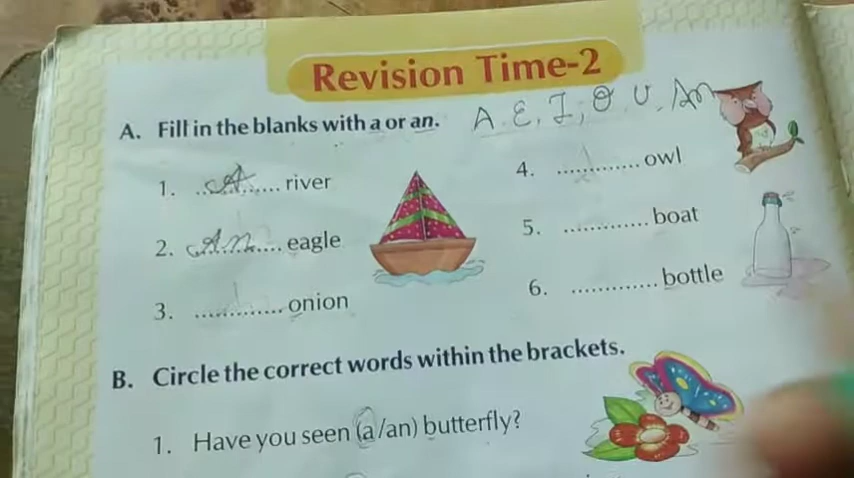 Revision Time-2
A. Fill in the blanks with a or an. A. E, I, O U. An
1. ..A.. river
2. ..An.. eagle
3. ............. onion
4. ............. owl
5. ............. boat
6. ............. bottle
B. Circle the correct words within the brackets.
1. Have you seen (a/an) butterfly?